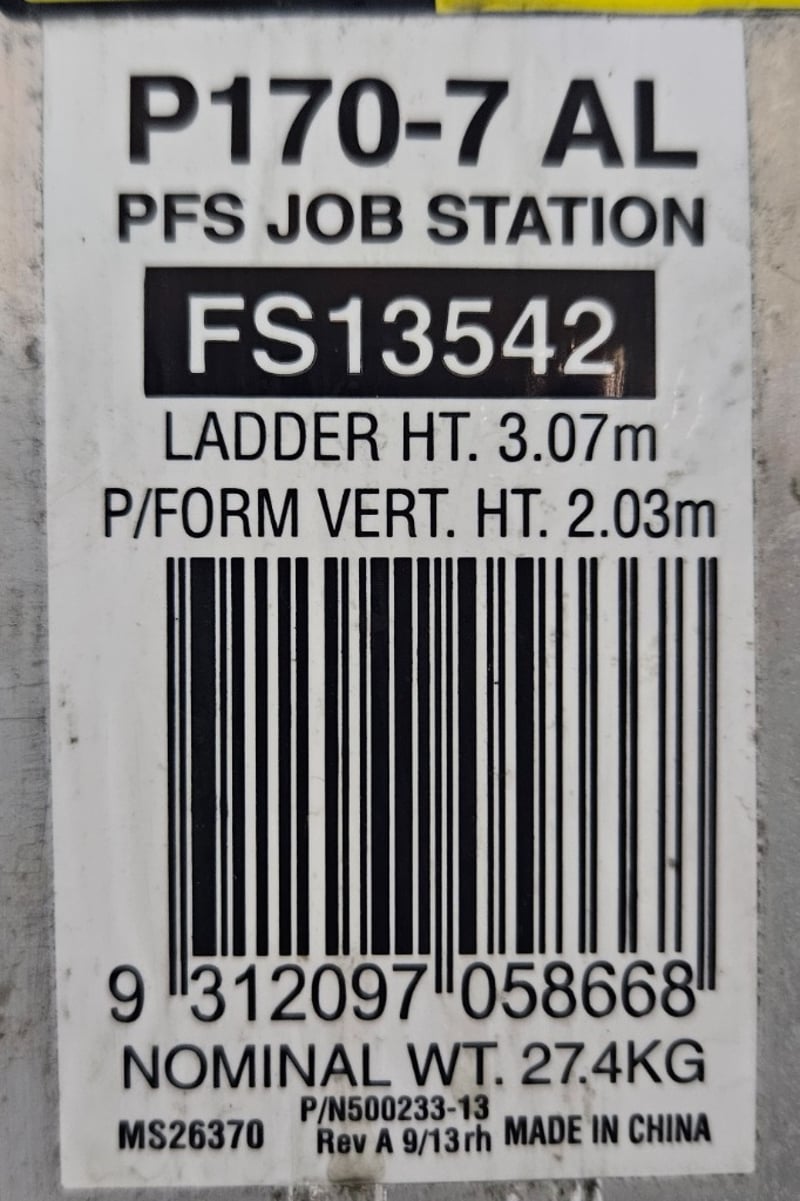 P170-7 AL
PFS JOB STATION
FS13542
LADDER HT. 3.07m
P/FORM VERT. HT. 2.03m
9 312097 058668
NOMINAL WT. 27.4KG
MS26370 P/N500233-13 MADE IN CHINA
Rev A 9/13rh